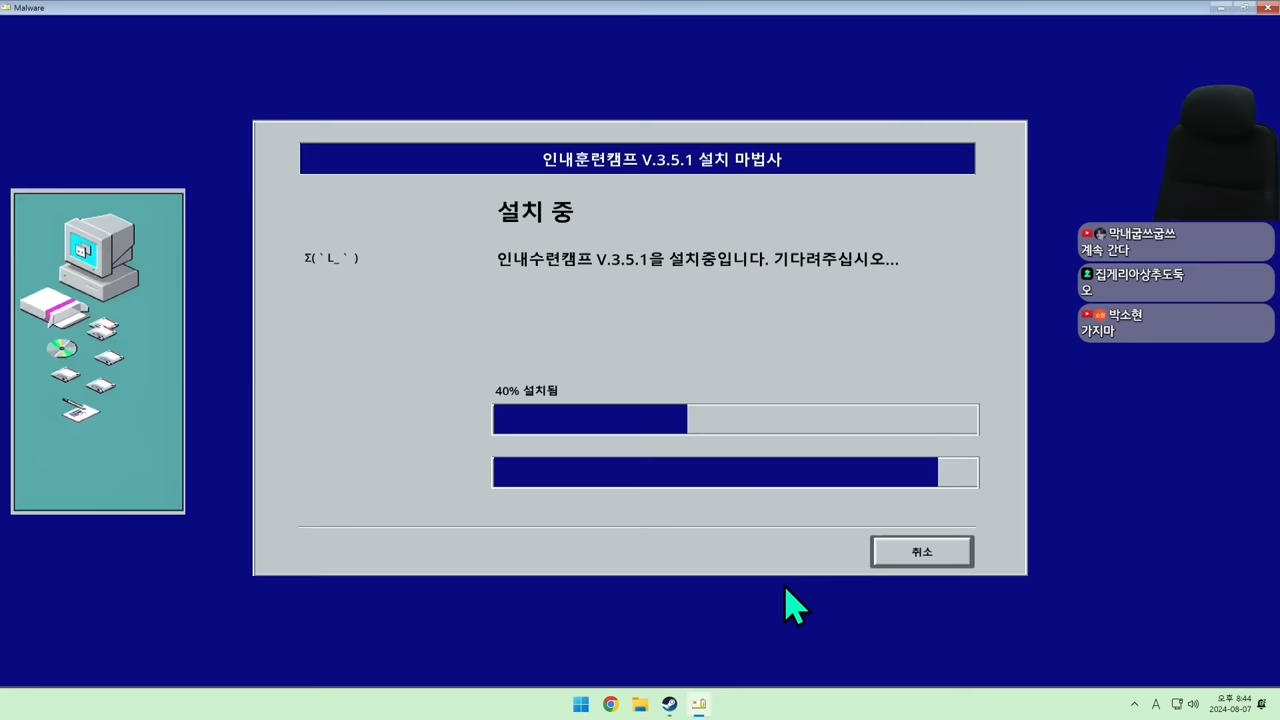 Malware
인내훈련캠프 V.3.5.1 설치 마법사
설치 중
Σ( ` L_ ` )
인내수련캠프 V.3.5.1을 설치중입니다. 기다려주십시오...
40% 설치됨
취소
막내굽쓰굽쓰
계속 간다
집게리아상추도둑
오
박소현
가지마
A
오후 8:44
2024-08-07